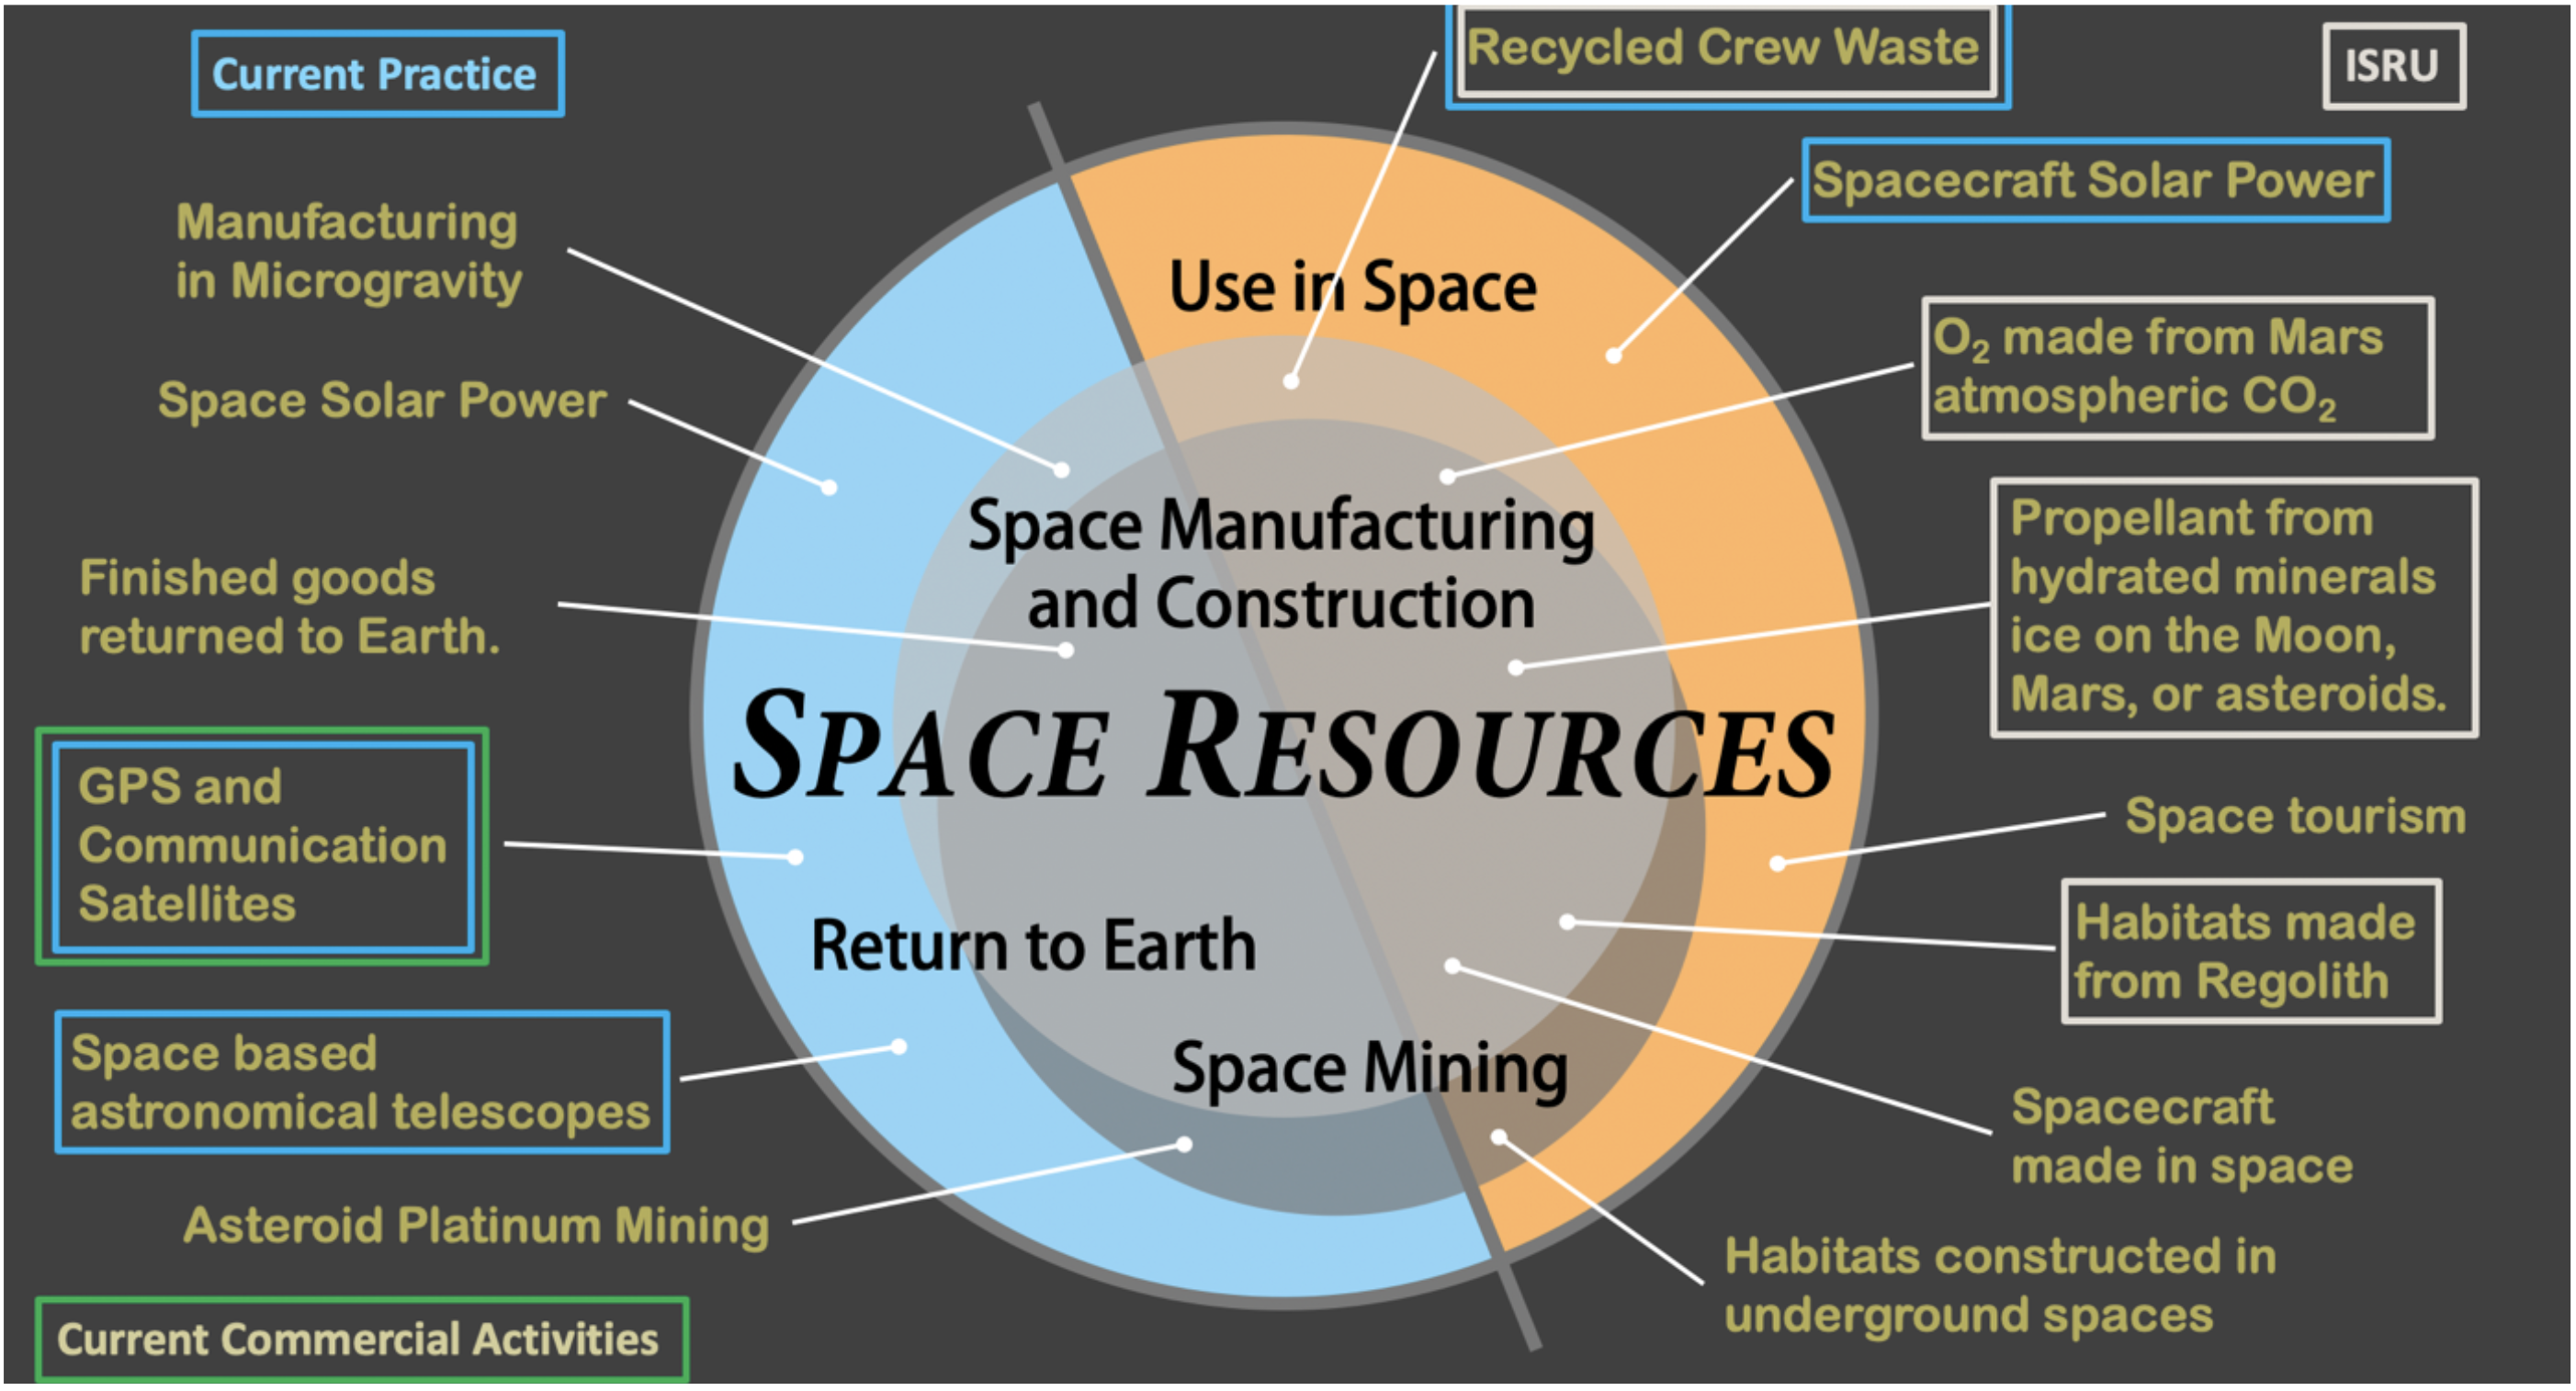 Current Practice
Recycled Crew Waste
ISRU
Spacecraft Solar Power
Manufacturing
in Microgravity
Space Solar Power
Finished goods
returned to Earth.
GPS and
Communication
Satellites
Space based
astronomical telescopes
Asteroid Platinum Mining
Current Commercial Activities
Use in Space
Space Manufacturing
and Construction
SPACE RESOURCES
Return to Earth
Space Mining
O₂ made from Mars
atmospheric CO₂
Propellant from
hydrated minerals
ice on the Moon,
Mars, or asteroids.
Space tourism
Habitats made
from Regolith
Spacecraft
made in space
Habitats constructed in
underground spaces